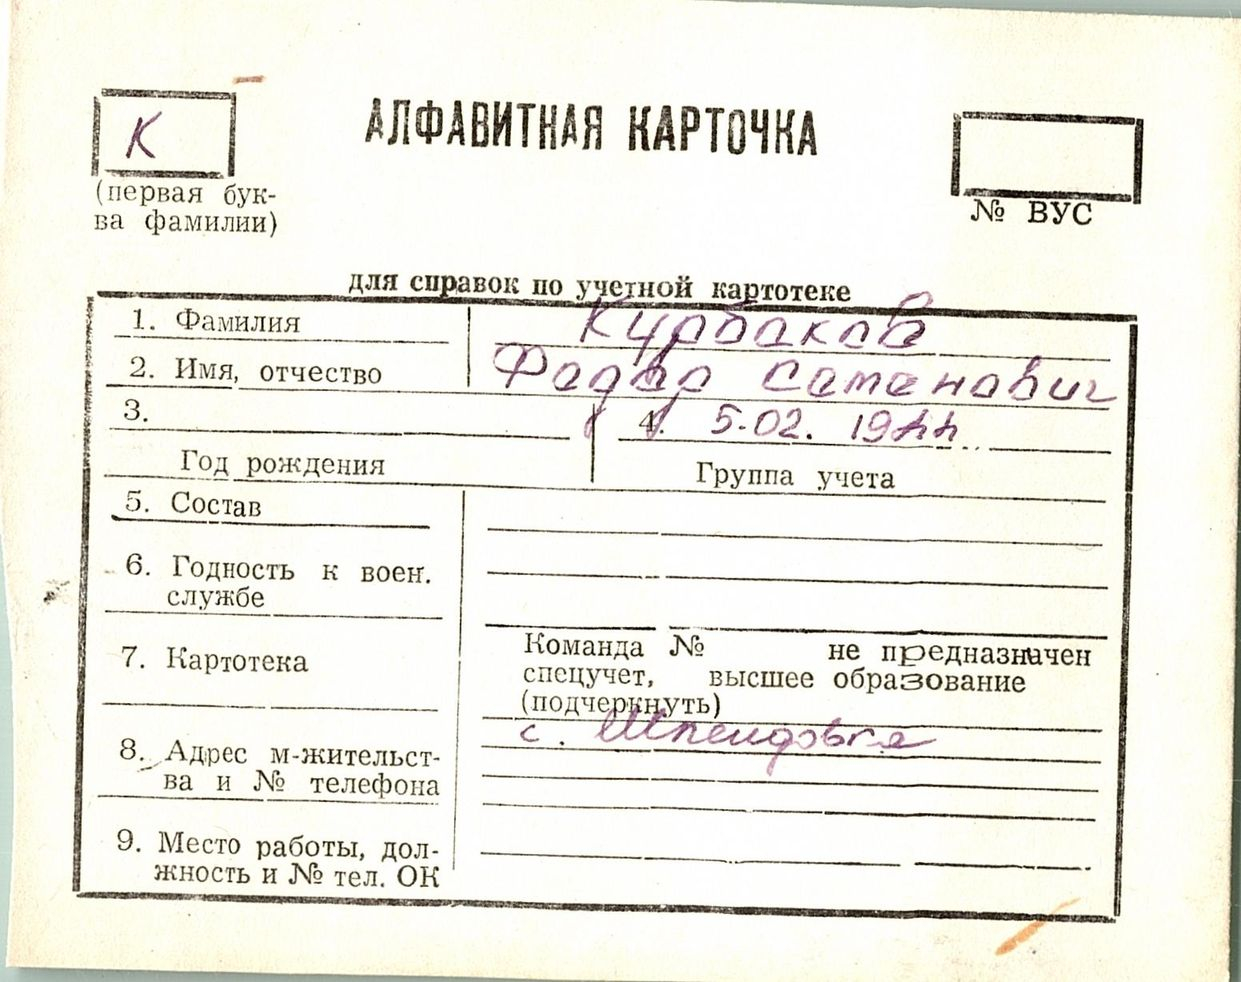 К
АЛФАВИТНАЯ КАРТОЧКА
(первая бук-
ва фамилии)
№ ВУС
для справок по учетной картотеке
1. Фамилия Курбаков
2. Имя, отчество Федор Семенович
3. 4. 5.02. 1944
Год рождения Группа учета
5. Состав
6. Годность к воен.
службе
7. Картотека
Команда № не предназначен
спецучет, высшее образование
(подчеркнуть)
8. Адрес м-жительст-
ва и № телефона
с.
9. Место работы, дол-
жность и № тел. ОК